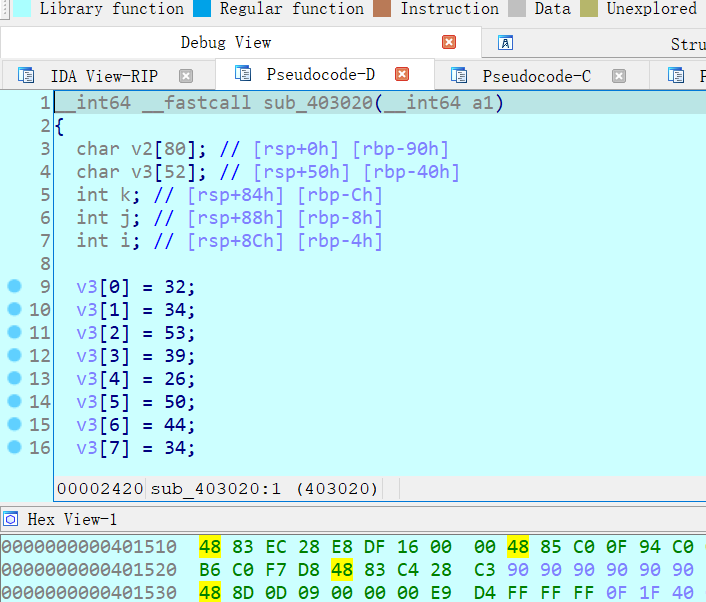 Library function Regular function Instruction Data Unexplored
Debug View A Stru
IDA View-RIP Pseudocode-D Pseudocode-C
1 __int64 __fastcall sub_403020(__int64 a1)
2 {
3 char v2[80]; // [rsp+0h] [rbp-90h]
4 char v3[52]; // [rsp+50h] [rbp-40h]
5 int k; // [rsp+84h] [rbp-Ch]
6 int j; // [rsp+88h] [rbp-8h]
7 int i; // [rsp+8Ch] [rbp-4h]
8
9 v3[0] = 32;
10 v3[1] = 34;
11 v3[2] = 53;
12 v3[3] = 39;
13 v3[4] = 26;
14 v3[5] = 50;
15 v3[6] = 44;
16 v3[7] = 34;
00002420 sub_403020:1 (403020)
Hex View-1
0000000000401510 48 83 EC 28 E8 DF 16 00 00 48 85 C0 0F 94 C0
0000000000401520 B6 C0 F7 D8 48 83 C4 28 C3 90 90 90 90 90 90
0000000000401530 48 8D 0D 09 00 00 00 E9 D4 FF FF FF 0F 1F 40